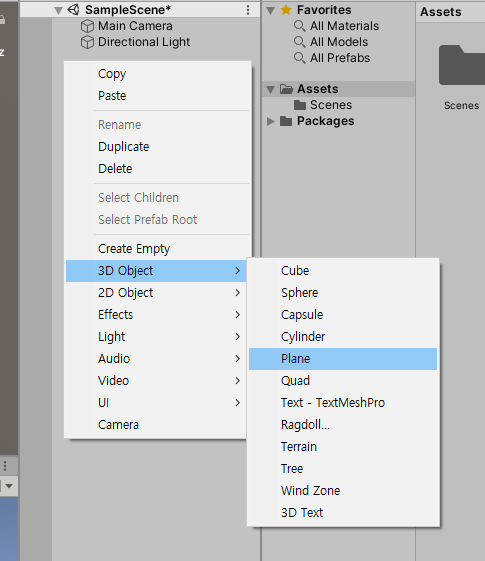 SampleScene*
Main Camera
Directional Light
Copy
Paste
Rename
Duplicate
Delete
Select Children
Select Prefab Root
Create Empty
3D Object
2D Object
Effects
Light
Audio
Video
UI
Camera
Cube
Sphere
Capsule
Cylinder
Plane
Quad
Text - TextMeshPro
Ragdoll...
Terrain
Tree
Wind Zone
3D Text
Favorites
All Materials
All Models
All Prefabs
Assets
Scenes
Packages
Assets
Scenes
z